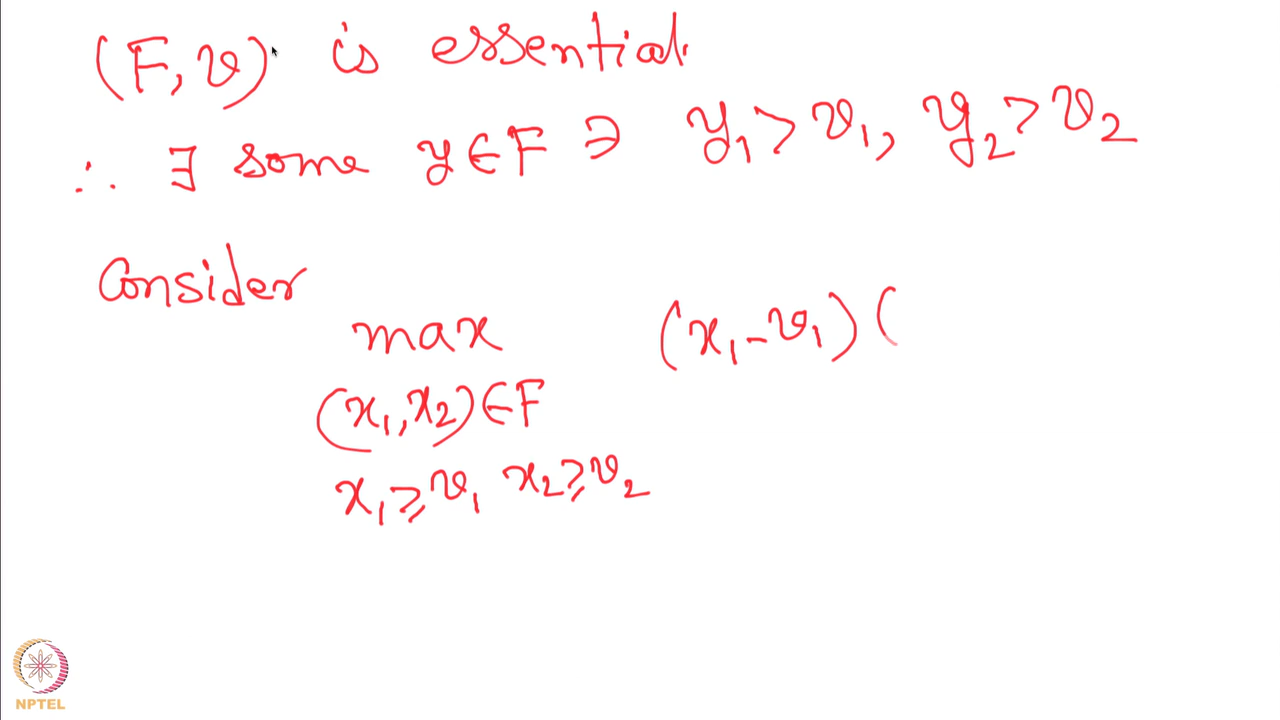 (F, v) is essential.
∴ ∃ some y ∈ F ∋ y₁ > v₁, y₂ > v₂
Consider
max (x₁ - v₁) (
(x₁, x₂) ∈ F
x₁ ≥ v₁ x₂ ≥ v₂
NPTEL